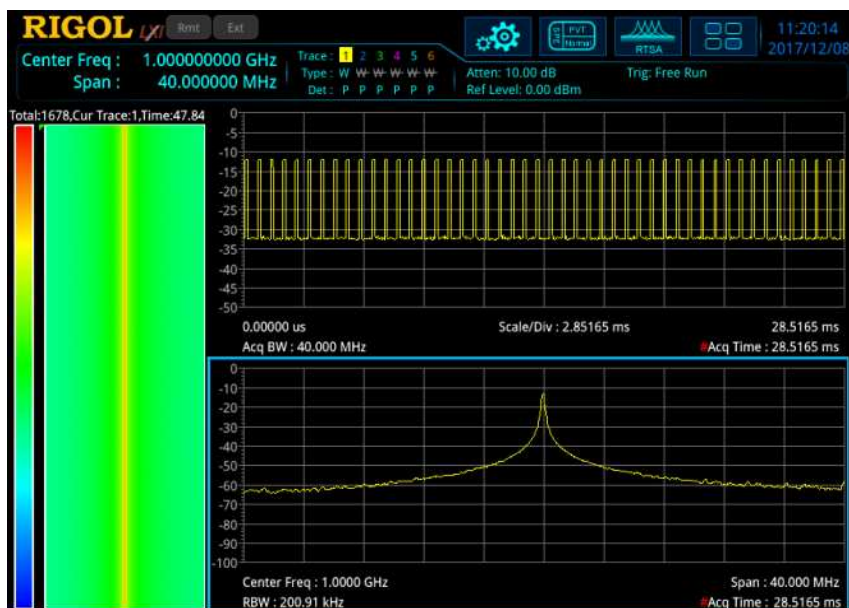 RIGOL LXI Rmt Ext
GPE PVT Normal
RTSA
11:20:14
2017/12/08
Center Freq : 1.000000000 GHz
Span : 40.000000 MHz
Trace : 1 2 3 4 5 6
Type : W W W W W W
Det : P P P P P P
Atten: 10.00 dB
Ref Level: 0.00 dBm
Trig: Free Run
Total:1678,Cur Trace:1,Time:47.84
0
-5
-10
-15
-20
-25
-30
-35
-40
-45
-50
0.00000 us Scale/Div : 2.85165 ms 28.5165 ms
Acq BW : 40.000 MHz #Acq Time : 28.5165 ms
0
-10
-20
-30
-40
-50
-60
-70
-80
-90
-100
Center Freq : 1.0000 GHz Span : 40.000 MHz
RBW : 200.91 kHz #Acq Time : 28.5165 ms